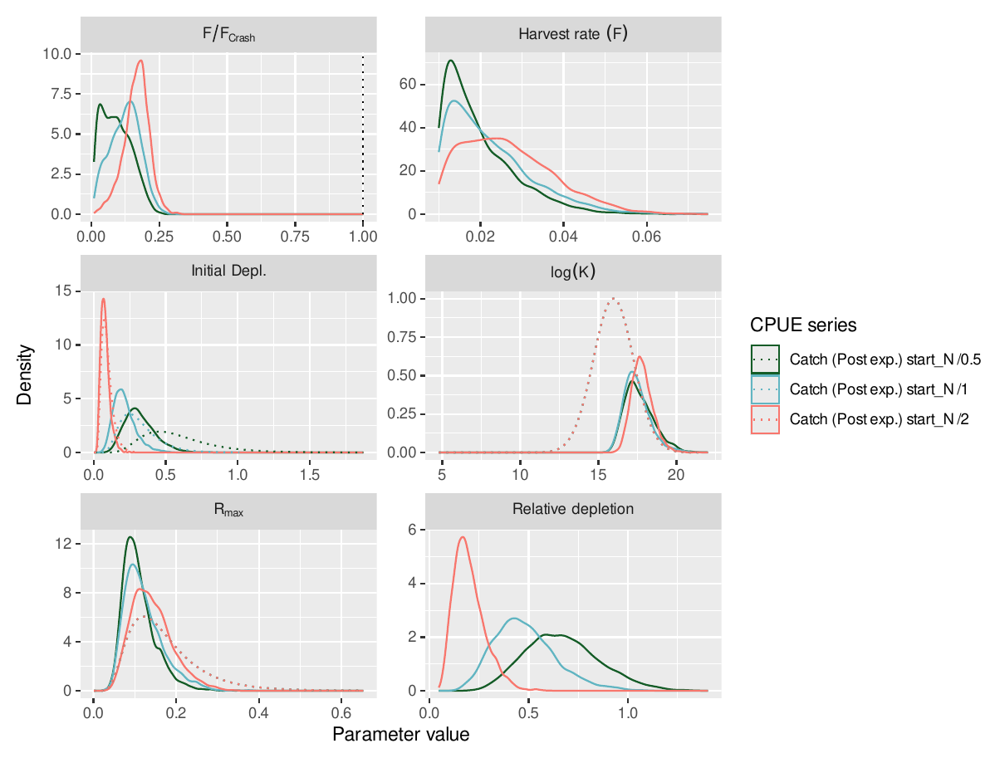 F/FCrash
Harvest rate (F)
10.0
7.5
5.0
2.5
0.0
0.00 0.25 0.50 0.75 1.00
60
40
20
0
0.02 0.04 0.06
Initial Depl.
log(K)
15
10
5
0
0.0 0.5 1.0 1.5
1.00
0.75
0.50
0.25
0.00
5 10 15 20
Rmax
Relative depletion
12
8
4
0
0.0 0.2 0.4 0.6
6
4
2
0
0.0 0.5 1.0
Density
Parameter value
CPUE series
Catch (Post exp.) start_N /0.5
Catch (Post exp.) start_N /1
Catch (Post exp.) start_N /2